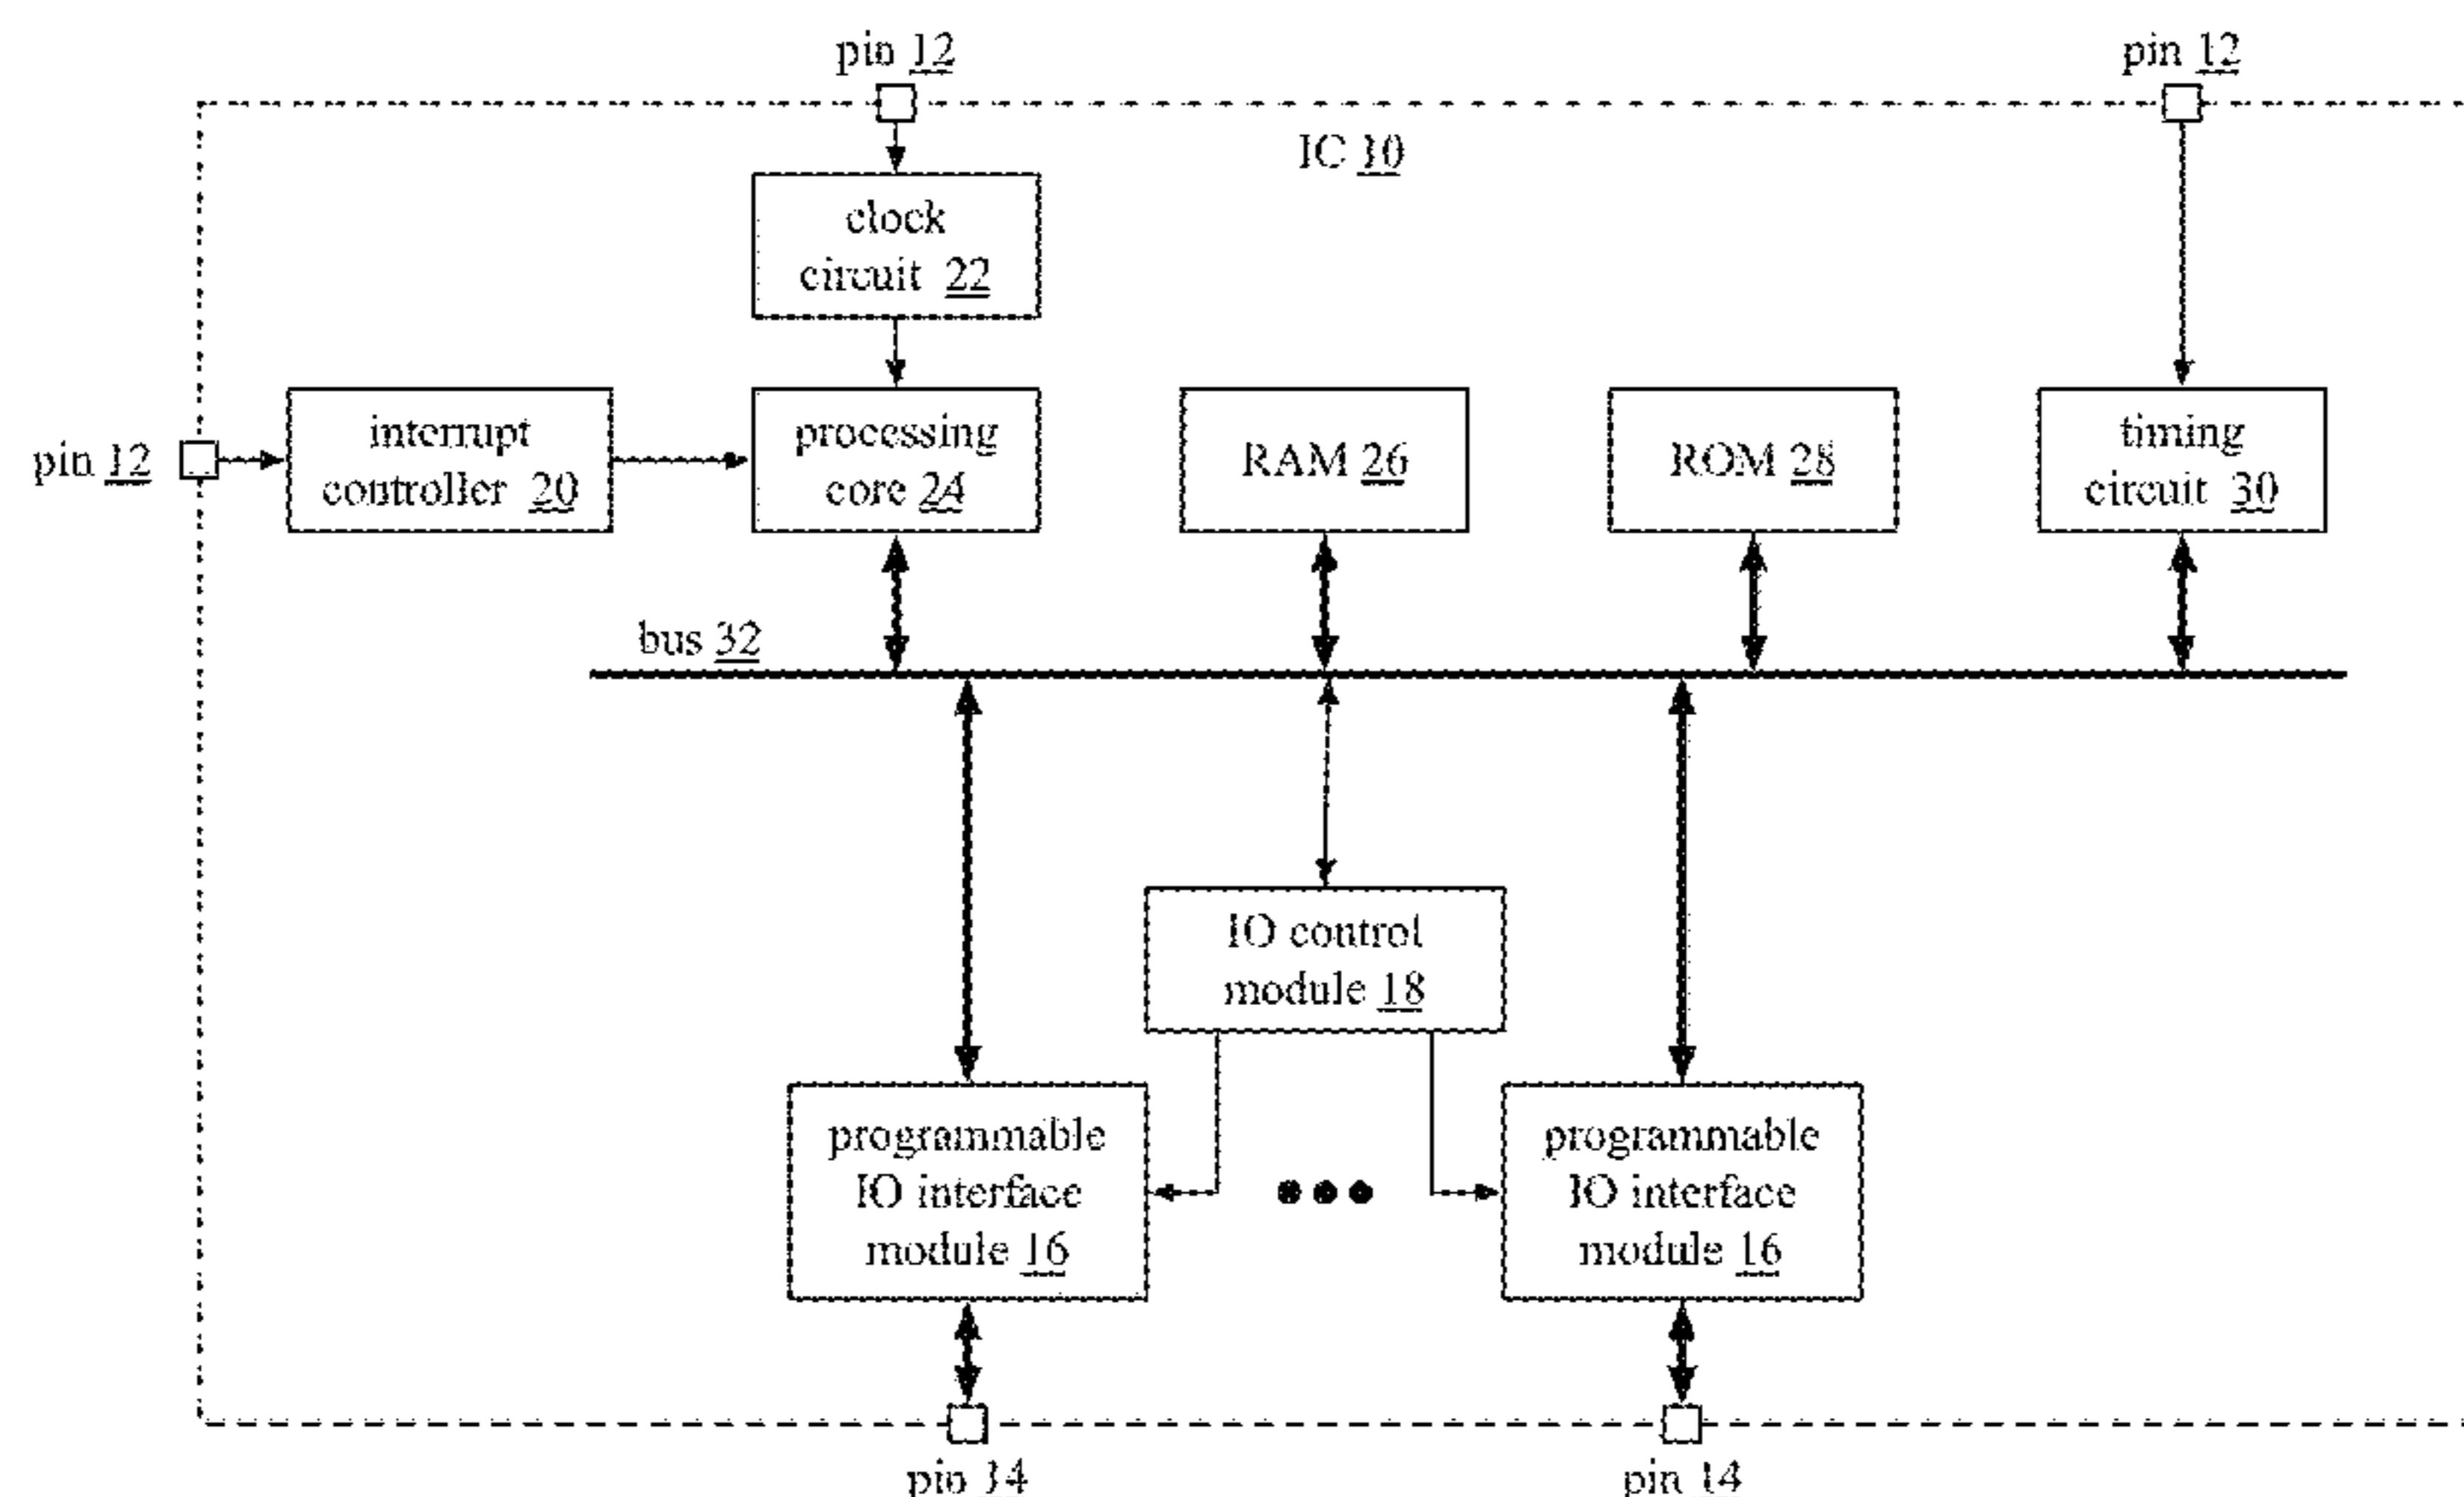 pin 12
pin 12
IC 10
clock
circuit 22
pin 12
interrupt
controller 20
processing
core 24
RAM 26
ROM 28
timing
circuit 30
bus 32
IO control
module 18
programmable
IO interface
module 16
programmable
IO interface
module 16
pin 14
pin 14